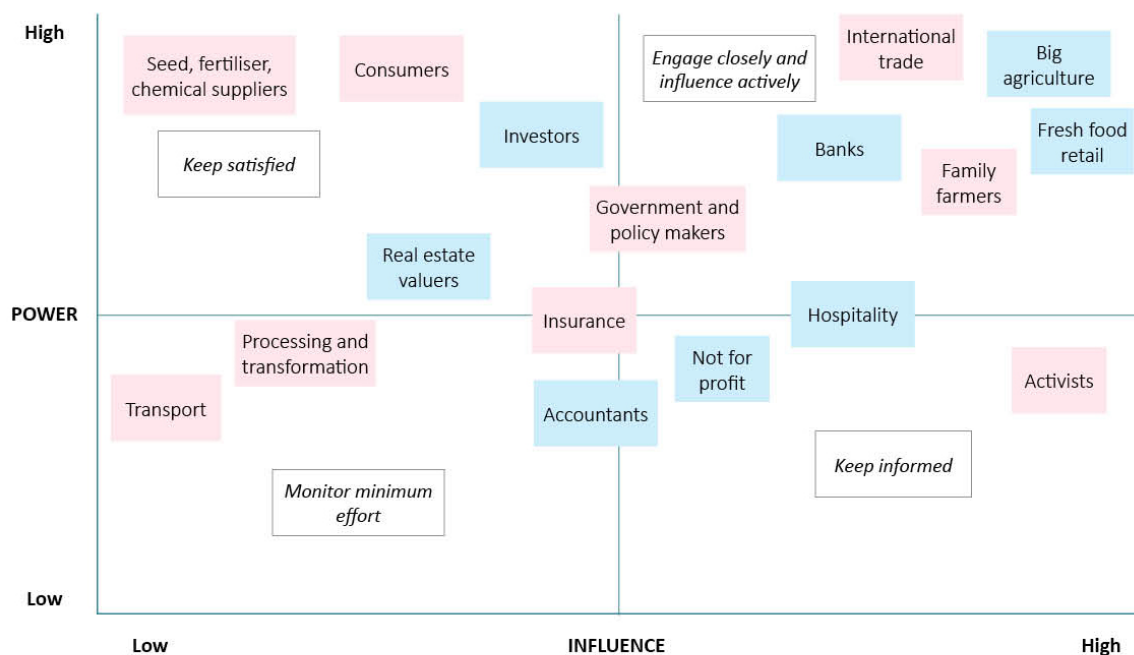 High
Seed, fertiliser,
chemical suppliers
Consumers
Engage closely and
influence actively
International
trade
Big
agriculture
Keep satisfied
Investors
Banks
Fresh food
retail
Family
farmers
Government and
policy makers
Real estate
valuers
POWER
Insurance
Hospitality
Processing and
transformation
Not for
profit
Activists
Transport
Accountants
Keep informed
Monitor minimum
effort
Low
Low
INFLUENCE
High